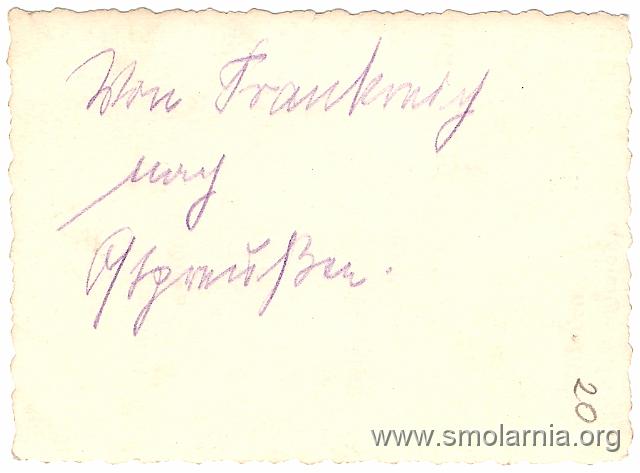 Von Frankreich
nach
Ostpreußen.
20
www.smolarnia.org